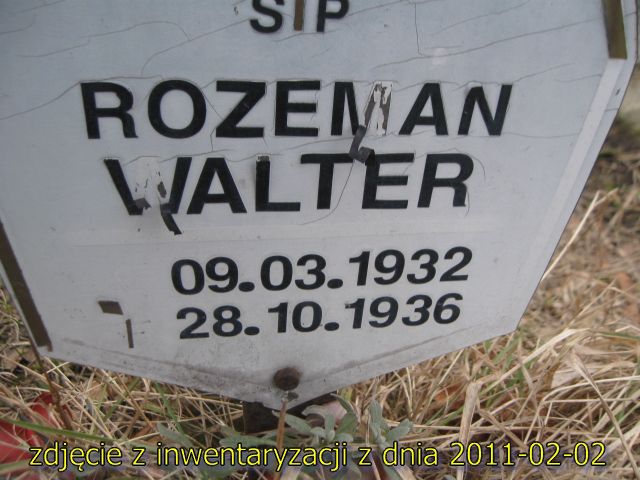 SIP
ROZEMAN
WALTER
09.03.1932
28.10.1936
zdjęcie z inwentaryzacji z dnia 2011-02-02